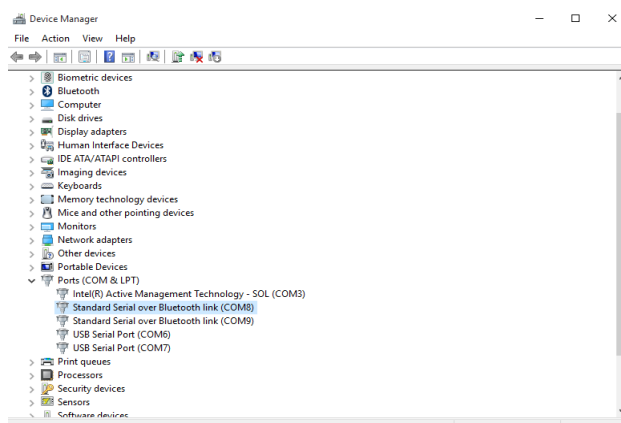 Device Manager
File Action View Help
Biometric devices
Bluetooth
Computer
Disk drives
Display adapters
Human Interface Devices
IDE ATA/ATAPI controllers
Imaging devices
Keyboards
Memory technology devices
Mice and other pointing devices
Monitors
Network adapters
Other devices
Portable Devices
Ports (COM & LPT)
Intel(R) Active Management Technology - SOL (COM3)
Standard Serial over Bluetooth link (COM8)
Standard Serial over Bluetooth link (COM9)
USB Serial Port (COM6)
USB Serial Port (COM7)
Print queues
Processors
Security devices
Sensors
Software devices